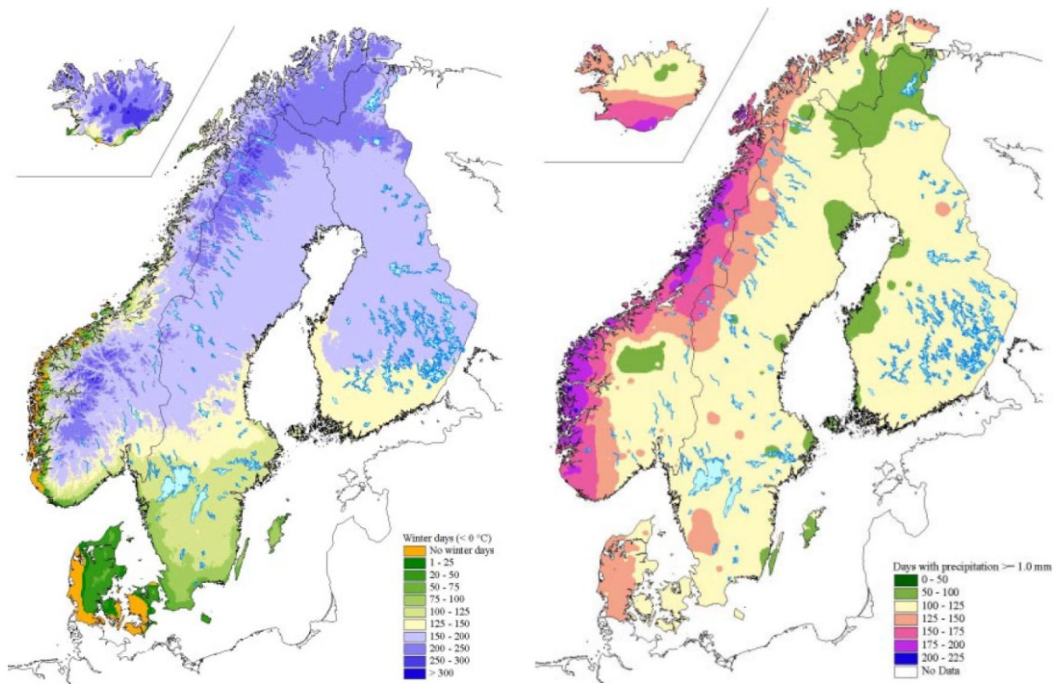 Winter days (< 0 °C)
No winter days
1 - 25
20 - 50
50 - 75
75 - 100
100 - 125
125 - 150
150 - 200
200 - 250
250 - 300
> 300
Days with precipitation >= 1.0 mm
0 - 50
50 - 100
100 - 125
125 - 150
150 - 175
175 - 200
200 - 225
No Data